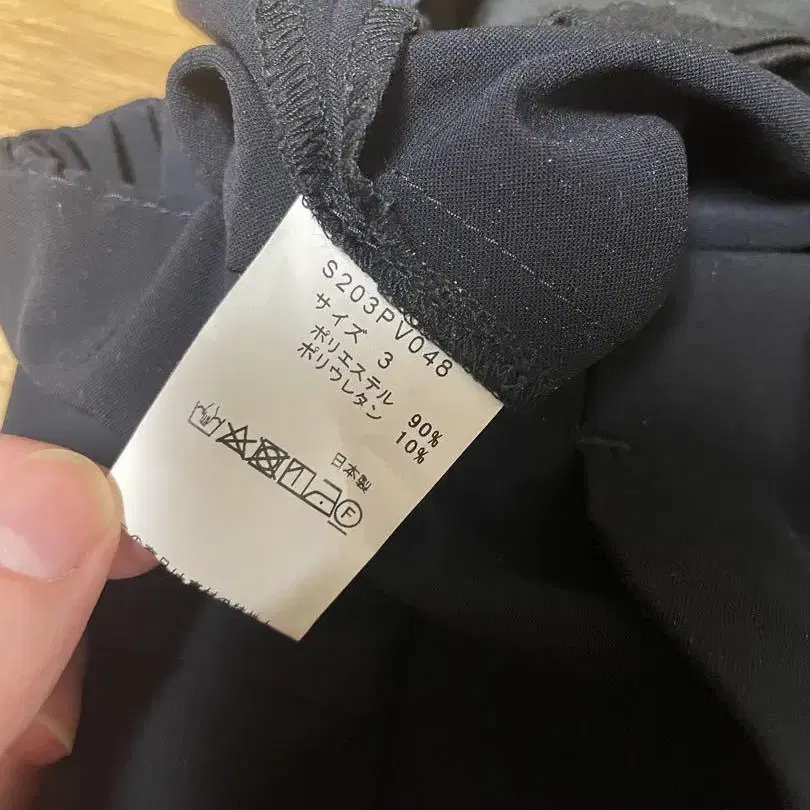 S203PV048
サイズ 3
ポリエステル 90%
ポリウレタン 10%
日本製
F